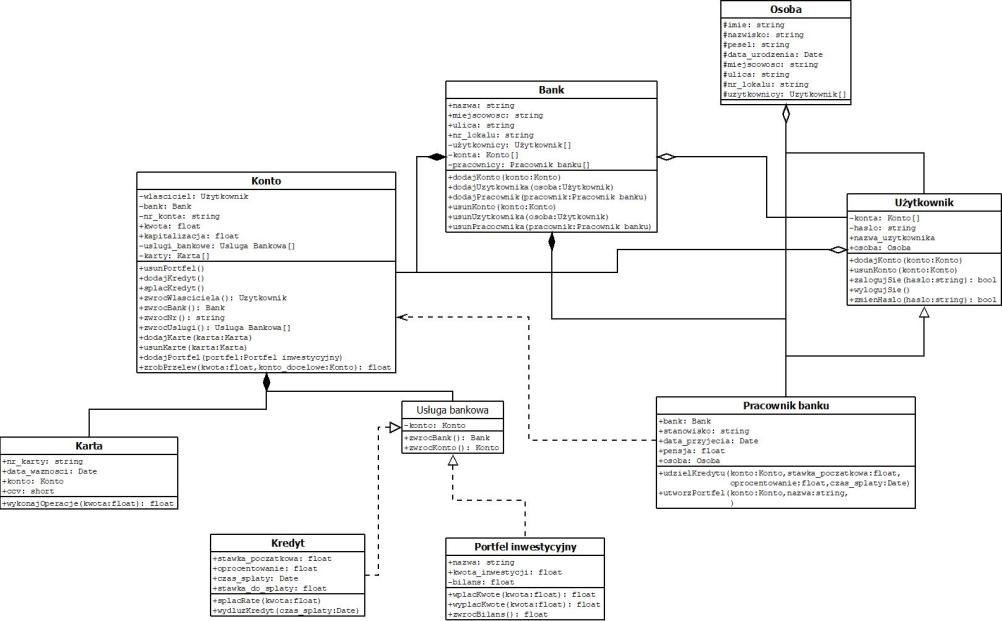 Osoba
#imie: string
#nazwisko: string
#pesel: string
#data_urodzenia: Date
#miejscowosc: string
#ulica: string
#nr_lokalu: string
#uzytkownicy: Uzytkownik[]
Bank
+nazwa: string
+miejscowosc: string
+ulica: string
+nr_lokalu: string
-użytkownicy: Użytkownik[]
-konta: Konto[]
-pracownicy: Pracownik banku[]
+dodajKonto(konto:Konto)
+dodajUzytkownika(osoba:Użytkownik)
+dodajPracownik(pracownik:Pracownik banku)
+usunKonto(konto:Konto)
+usunUzytkownika(osoba:Użytkownik)
+usunPracocwnika(pracownik:Pracownik banku)
Konto
-wlasciciel: Uzytkownik
-bank: Bank
-nr_konta: string
+kwota: float
+kapitalizacja: float
-uslugi_bankowe: Usluga Bankowa[]
-karty: Karta[]
+usunPortfel()
+dodajKredyt()
+splacKredyt()
+zwrocWlasciciela(): Uzytkownik
+zwrocBank(): Bank
+zwrocNr(): string
+zwrocUslugi(): Usluga Bankowa[]
+dodajKarte(karta:Karta)
+usunKarte(karta:Karta)
+dodajPortfel(portfel:Portfel inwestycyjny)
+zrobPrzelew(kwota:float,konto_docelowe:Konto): float
Użytkownik
-konta: Konto[]
-haslo: string
+nazwa_uzytkownika
+osoba: Osoba
+dodajKonto(konto:Konto)
+usunKonto(konto:Konto)
+zalogujSie(haslo:string): bool
+wylogujSie()
+zmienHaslo(haslo:string): bool
Usługa bankowa
-konto: Konto
+zwrocBank(): Bank
+zwrocKonto(): Konto
Pracownik banku
+bank: Bank
+stanowisko: string
+data_przyjecia: Date
+pensja: float
+osoba: Osoba
+udzielKredytu(konto:Konto,stawka_poczatkowa:float,
oprocentowanie:float,czas_splaty:Date)
+utworzPortfel(konto:Konto,nazwa:string,
)
Karta
+nr_karty: string
+data_waznosci: Date
+konto: Konto
+ccv: short
+wykonajOperacje(kwota:float): float
Kredyt
+stawka_poczatkowa: float
+oprocentowanie: float
+czas_splaty: Date
+stawka_do_splaty: float
+splacRate(kwota:float)
+wydluzKredyt(czas_splaty:Date)
Portfel inwestycyjny
+nazwa: string
+kwota_inwestycji: float
-bilans: float
+wplacKwote(kwota:float): float
+wyplacKwote(kwota:float): float
+zwrocBilans(): float